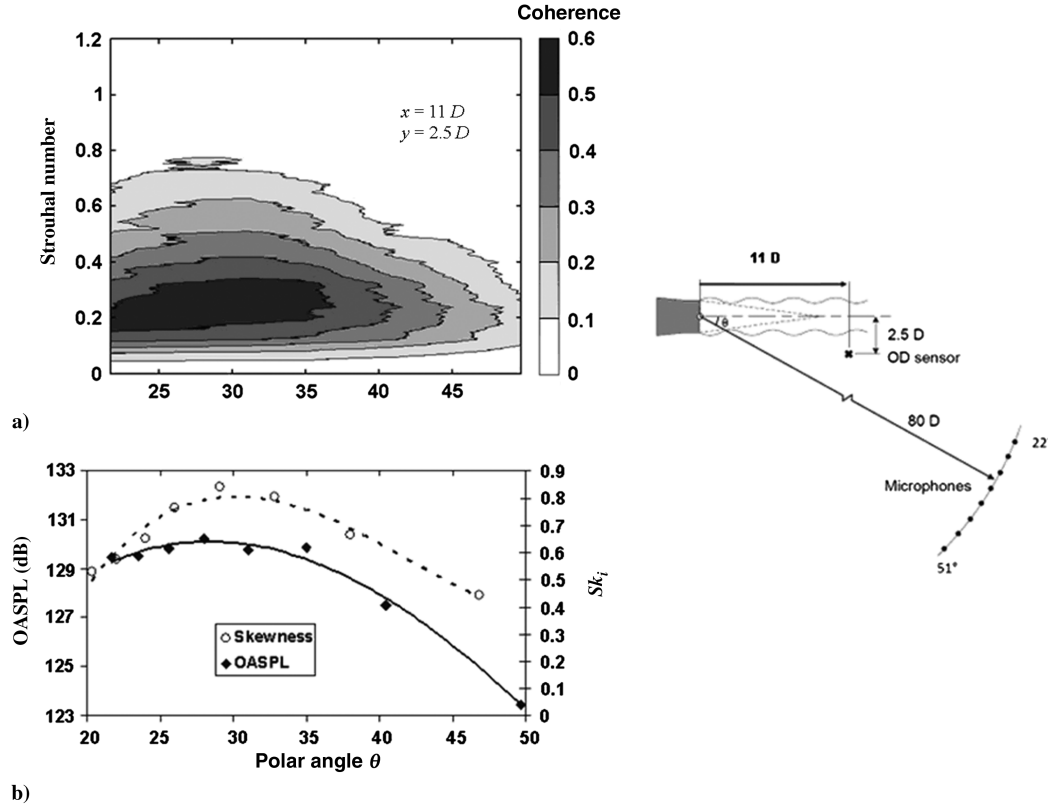 Coherence
1.2
1
0.8
0.6
0.4
0.2
0
Strouhal number
x = 11 D
y = 2.5 D
25
30
35
40
45
0.6
0.5
0.4
0.3
0.2
0.1
0
a)
11 D
θ
2.5 D
OD sensor
80 D
22
Microphones
51°
133
131
129
127
125
123
OASPL (dB)
Skewness
OASPL
20
25
30
35
40
45
50
Polar angle θ
0.9
0.8
0.7
0.6
0.5
0.4
0.3
0.2
0.1
0
Ski
b)